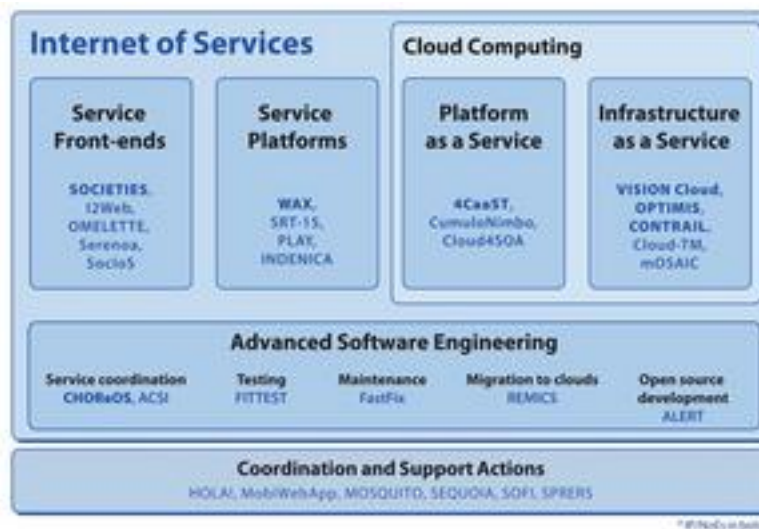 Internet of Services
Cloud Computing
Service
Front-ends
SOCIETIES,
I2Web,
OMELETTE,
Serenoa,
SocIoS
Service
Platforms
WAX,
SRT-15,
PLAY,
INDENICA
Platform
as a Service
4CaaST,
CumuloNimbo,
Cloud4SOA
Infrastructure
as a Service
VISION Cloud,
OPTIMIS,
CONTRAIL,
Cloud-TM,
mOSAIC
Advanced Software Engineering
Service coordination
CHOReOS, ACSI
Testing
FITTEST
Maintenance
FastFix
Migration to clouds
REMICS
Open source
development
ALERT
Coordination and Support Actions
HOLA!, MobiWebApp, MOSQUITO, SEQUOIA, SOFI, SPRERS